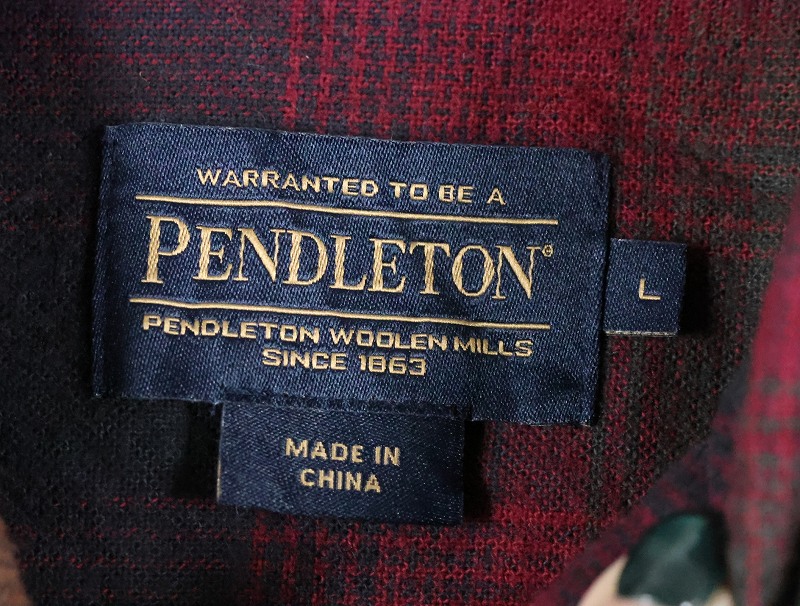 WARRANTED TO BE A
PENDLETON®
L
PENDLETON WOOLEN MILLS
SINCE 1863
MADE IN
CHINA